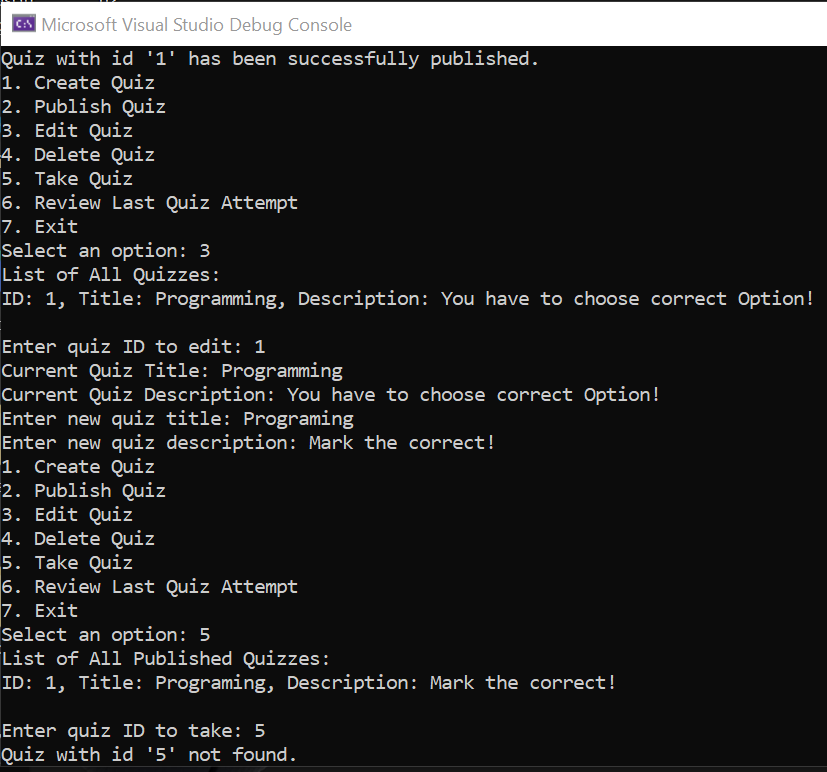 Microsoft Visual Studio Debug Console
Quiz with id '1' has been successfully published.
1. Create Quiz
2. Publish Quiz
3. Edit Quiz
4. Delete Quiz
5. Take Quiz
6. Review Last Quiz Attempt
7. Exit
Select an option: 3
List of All Quizzes:
ID: 1, Title: Programming, Description: You have to choose correct Option!
Enter quiz ID to edit: 1
Current Quiz Title: Programming
Current Quiz Description: You have to choose correct Option!
Enter new quiz title: Programing
Enter new quiz description: Mark the correct!
1. Create Quiz
2. Publish Quiz
3. Edit Quiz
4. Delete Quiz
5. Take Quiz
6. Review Last Quiz Attempt
7. Exit
Select an option: 5
List of All Published Quizzes:
ID: 1, Title: Programing, Description: Mark the correct!
Enter quiz ID to take: 5
Quiz with id '5' not found.